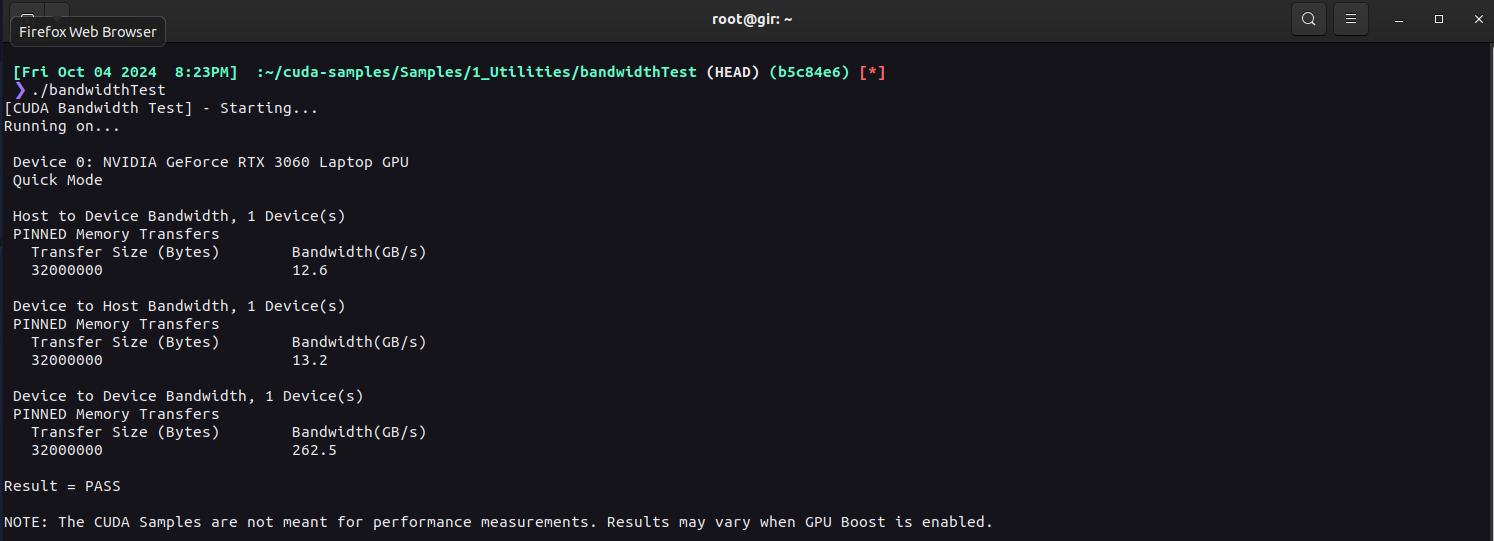 root@gir: ~
Firefox Web Browser
[Fri Oct 04 2024  8:23PM]  :~/cuda-samples/Samples/1_Utilities/bandwidthTest (HEAD) (b5c84e6) [*]
❯ ./bandwidthTest
[CUDA Bandwidth Test] - Starting...
Running on...
Device 0: NVIDIA GeForce RTX 3060 Laptop GPU
Quick Mode
Host to Device Bandwidth, 1 Device(s)
PINNED Memory Transfers
Transfer Size (Bytes)        Bandwidth(GB/s)
32000000                     12.6
Device to Host Bandwidth, 1 Device(s)
PINNED Memory Transfers
Transfer Size (Bytes)        Bandwidth(GB/s)
32000000                     13.2
Device to Device Bandwidth, 1 Device(s)
PINNED Memory Transfers
Transfer Size (Bytes)        Bandwidth(GB/s)
32000000                     262.5
Result = PASS
NOTE: The CUDA Samples are not meant for performance measurements. Results may vary when GPU Boost is enabled.